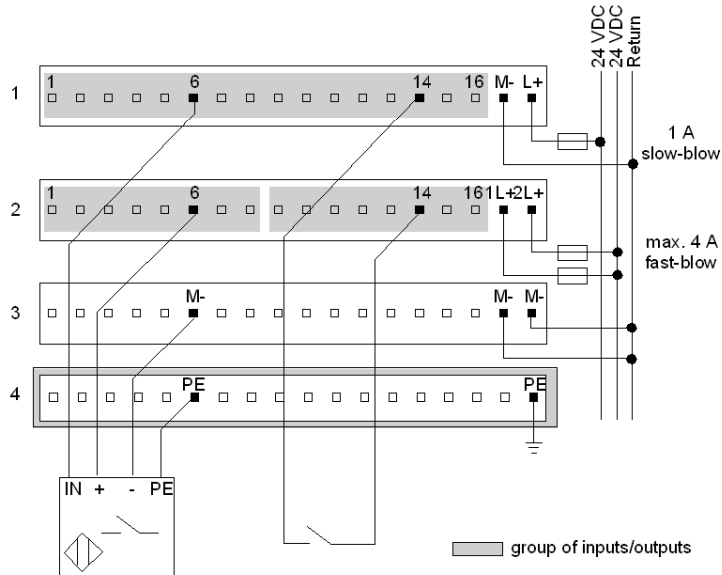 24 VDC
24 VDC
Return
1 6 14 16 M- L+
1
1 A
slow-blow
1 6 14 16 1L+ 2L+
2
max. 4 A
fast-blow
M- M- M-
3
PE PE
4
IN + - PE
group of inputs/outputs